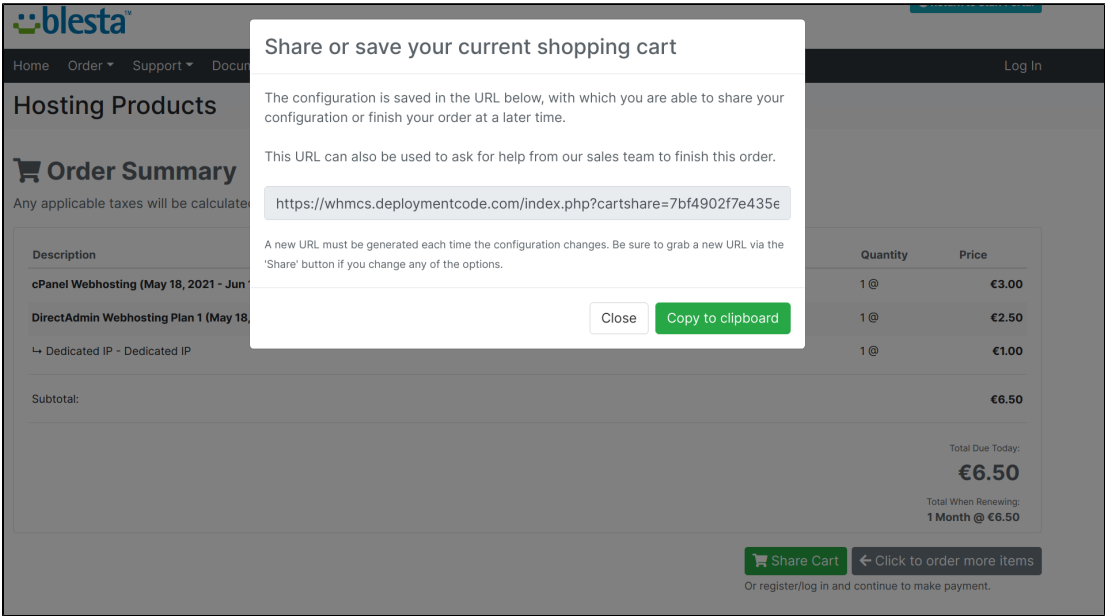 blesta™
Return to Staff Portal
Home Order Support Docum
Log In
Hosting Products
Order Summary
Any applicable taxes will be calculate
Share or save your current shopping cart
The configuration is saved in the URL below, with which you are able to share your
configuration or finish your order at a later time.
This URL can also be used to ask for help from our sales team to finish this order.
https://whmcs.deploymentcode.com/index.php?cartshare=7bf4902f7e435e
A new URL must be generated each time the configuration changes. Be sure to grab a new URL via the
'Share' button if you change any of the options.
Close Copy to clipboard
Description Quantity Price
cPanel Webhosting (May 18, 2021 - Jun 1 @ €3.00
DirectAdmin Webhosting Plan 1 (May 18, 1 @ €2.50
↳ Dedicated IP - Dedicated IP 1 @ €1.00
Subtotal: €6.50
Total Due Today:
€6.50
Total When Renewing:
1 Month @ €6.50
Share Cart ← Click to order more items
Or register/log in and continue to make payment.